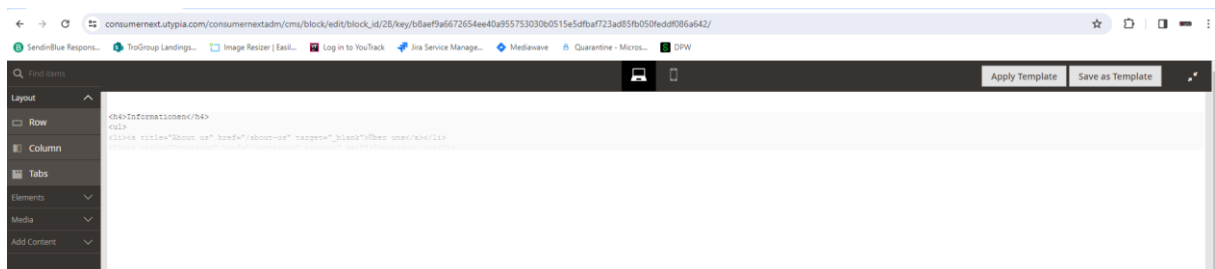 consumernext.utypia.com/consumernextadm/cms/block/edit/block_id/28/key/b8aef9a6672654ee40a955753030b0515e5dfbaf723ad85fb050feddf086a642/
SendinBlue Respons... TroGroup Landings... Image Resizer | Easil... Log in to YouTrack Jira Service Manage... Mediawave Quarantine - Micros... DPW
Find items Apply Template Save as Template
Layout
<h4>Informationen</h4>
Row
<ul>
<li><a title="About us" href="/about-us" target="_blank">Über uns</a></li>
Column
Tabs
Elements
Media
Add Content